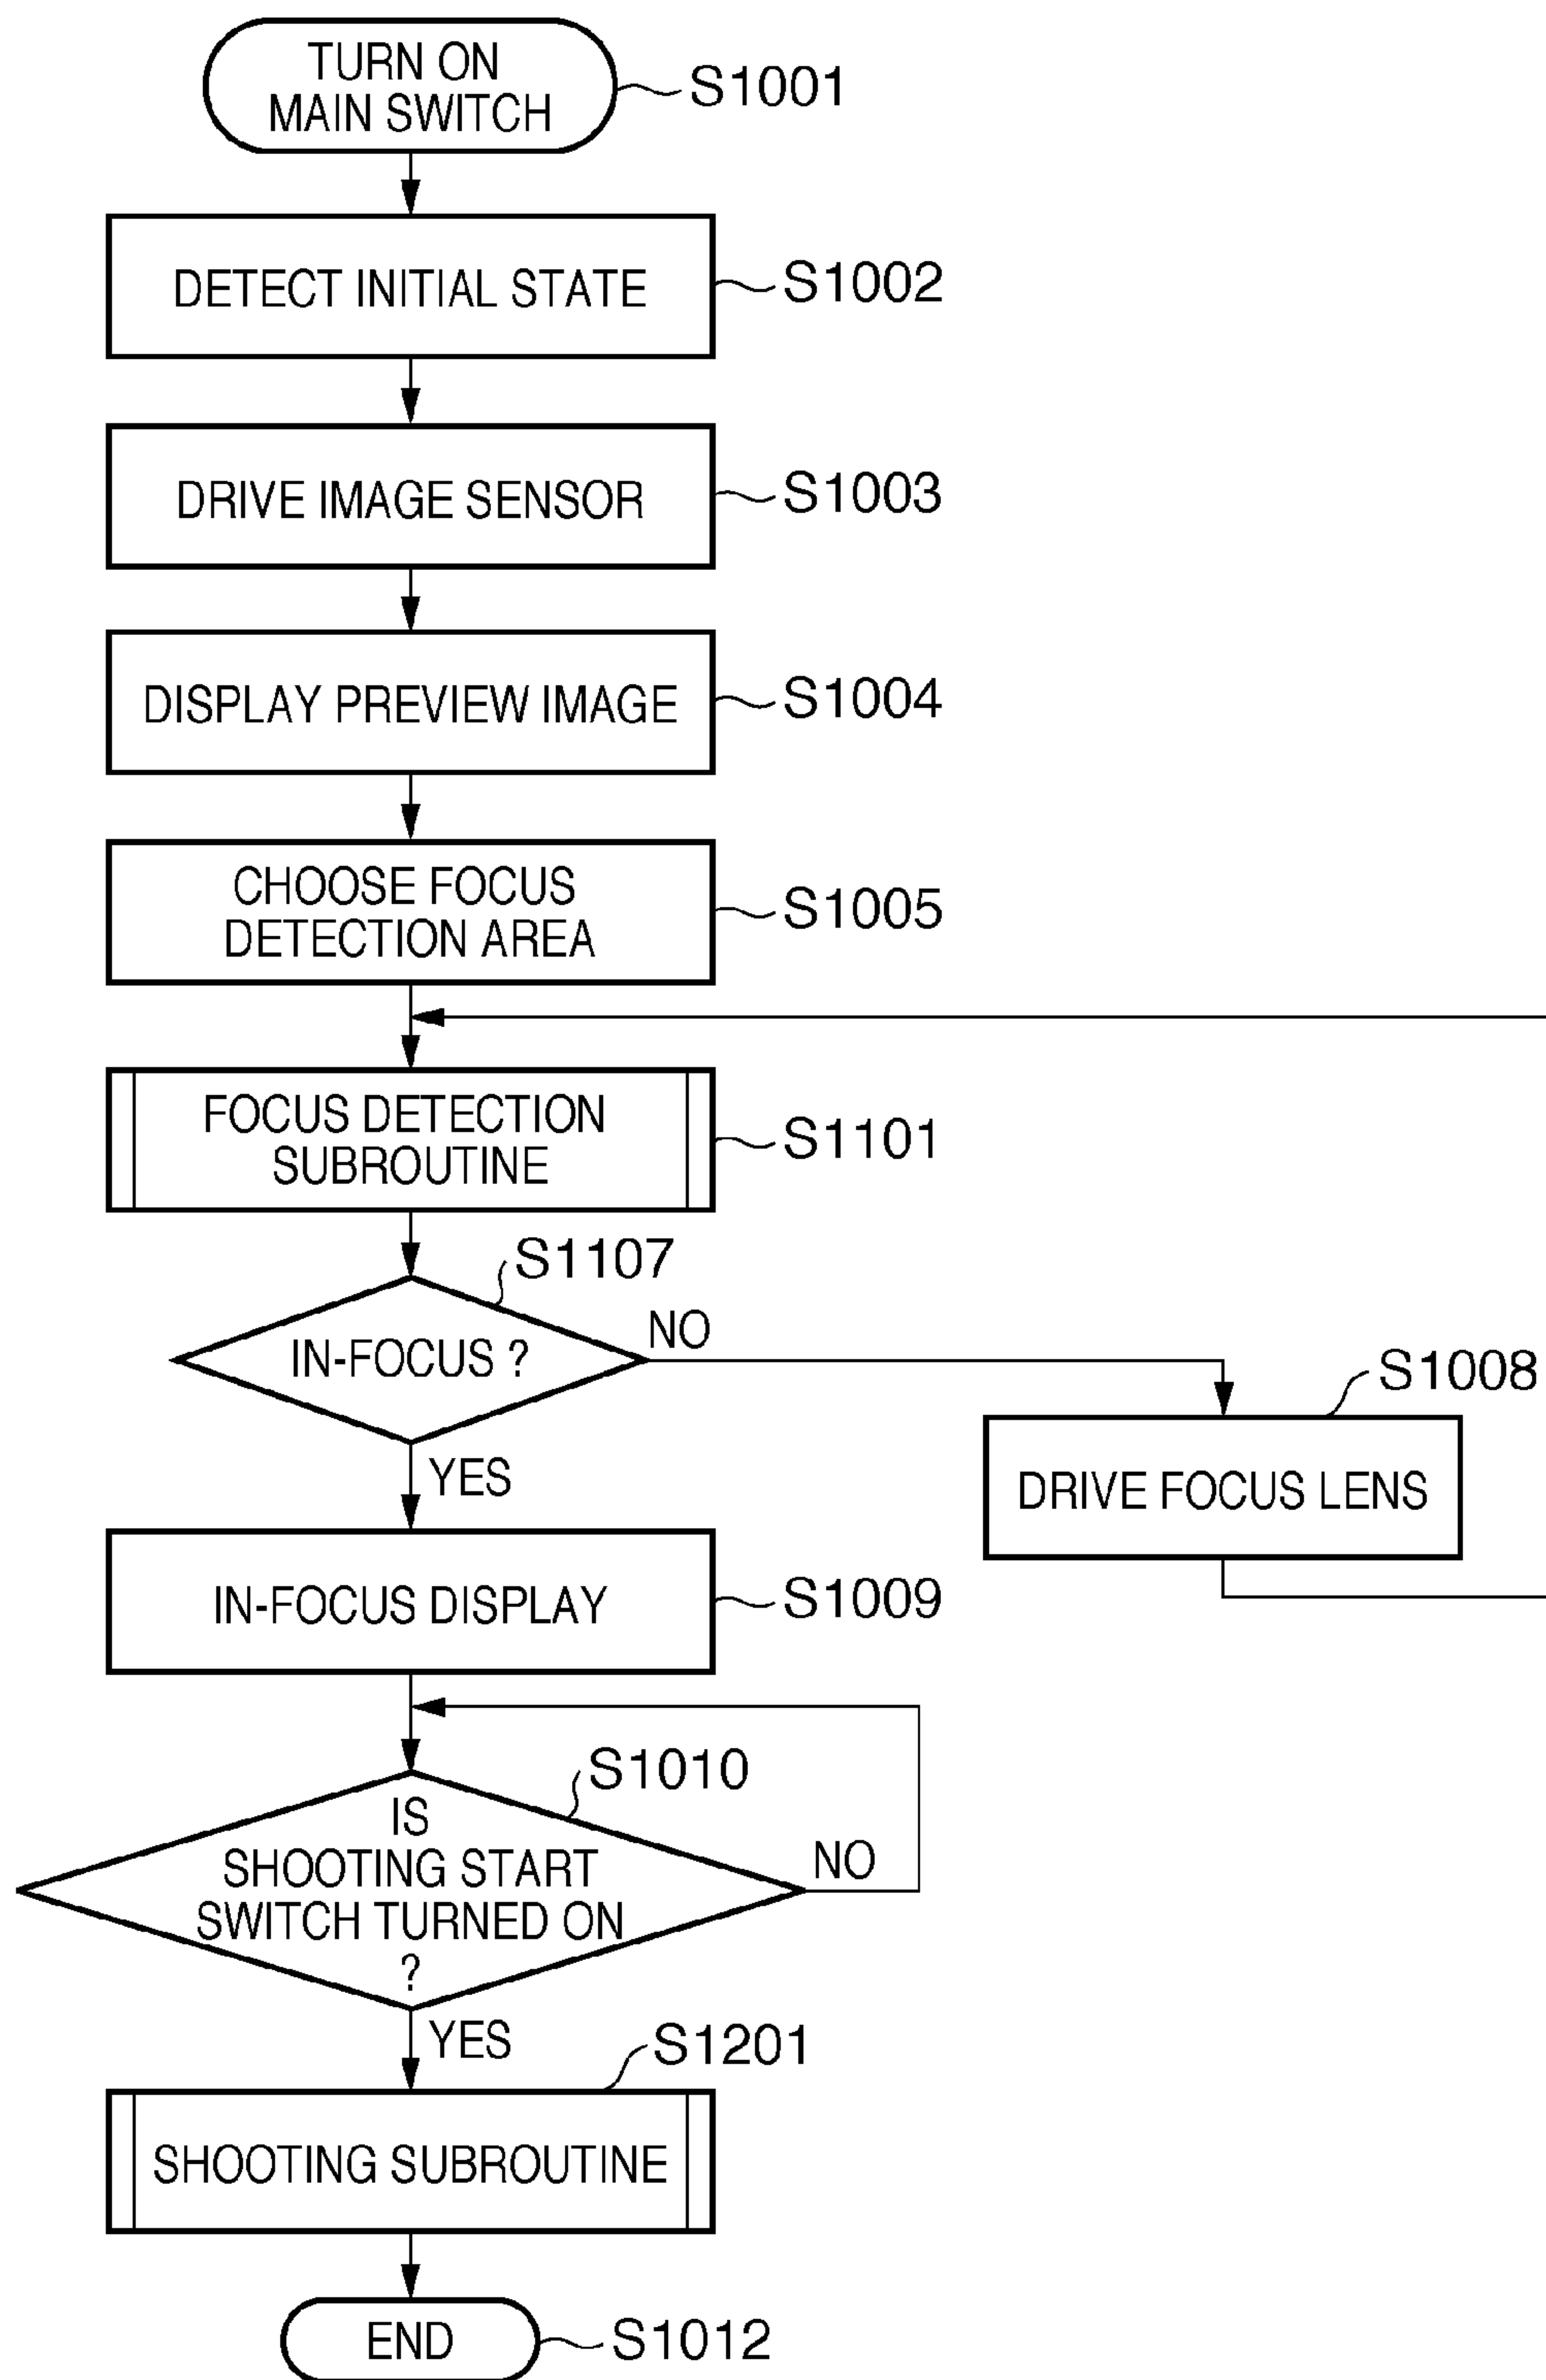 TURN ON
MAIN SWITCH
S1001
DETECT INITIAL STATE
S1002
DRIVE IMAGE SENSOR
S1003
DISPLAY PREVIEW IMAGE
S1004
CHOOSE FOCUS
DETECTION AREA
S1005
FOCUS DETECTION
SUBROUTINE
S1101
S1107
IN-FOCUS ?
NO
S1008
DRIVE FOCUS LENS
YES
IN-FOCUS DISPLAY
S1009
S1010
IS
SHOOTING START
SWITCH TURNED ON
?
NO
YES
S1201
SHOOTING SUBROUTINE
END
S1012